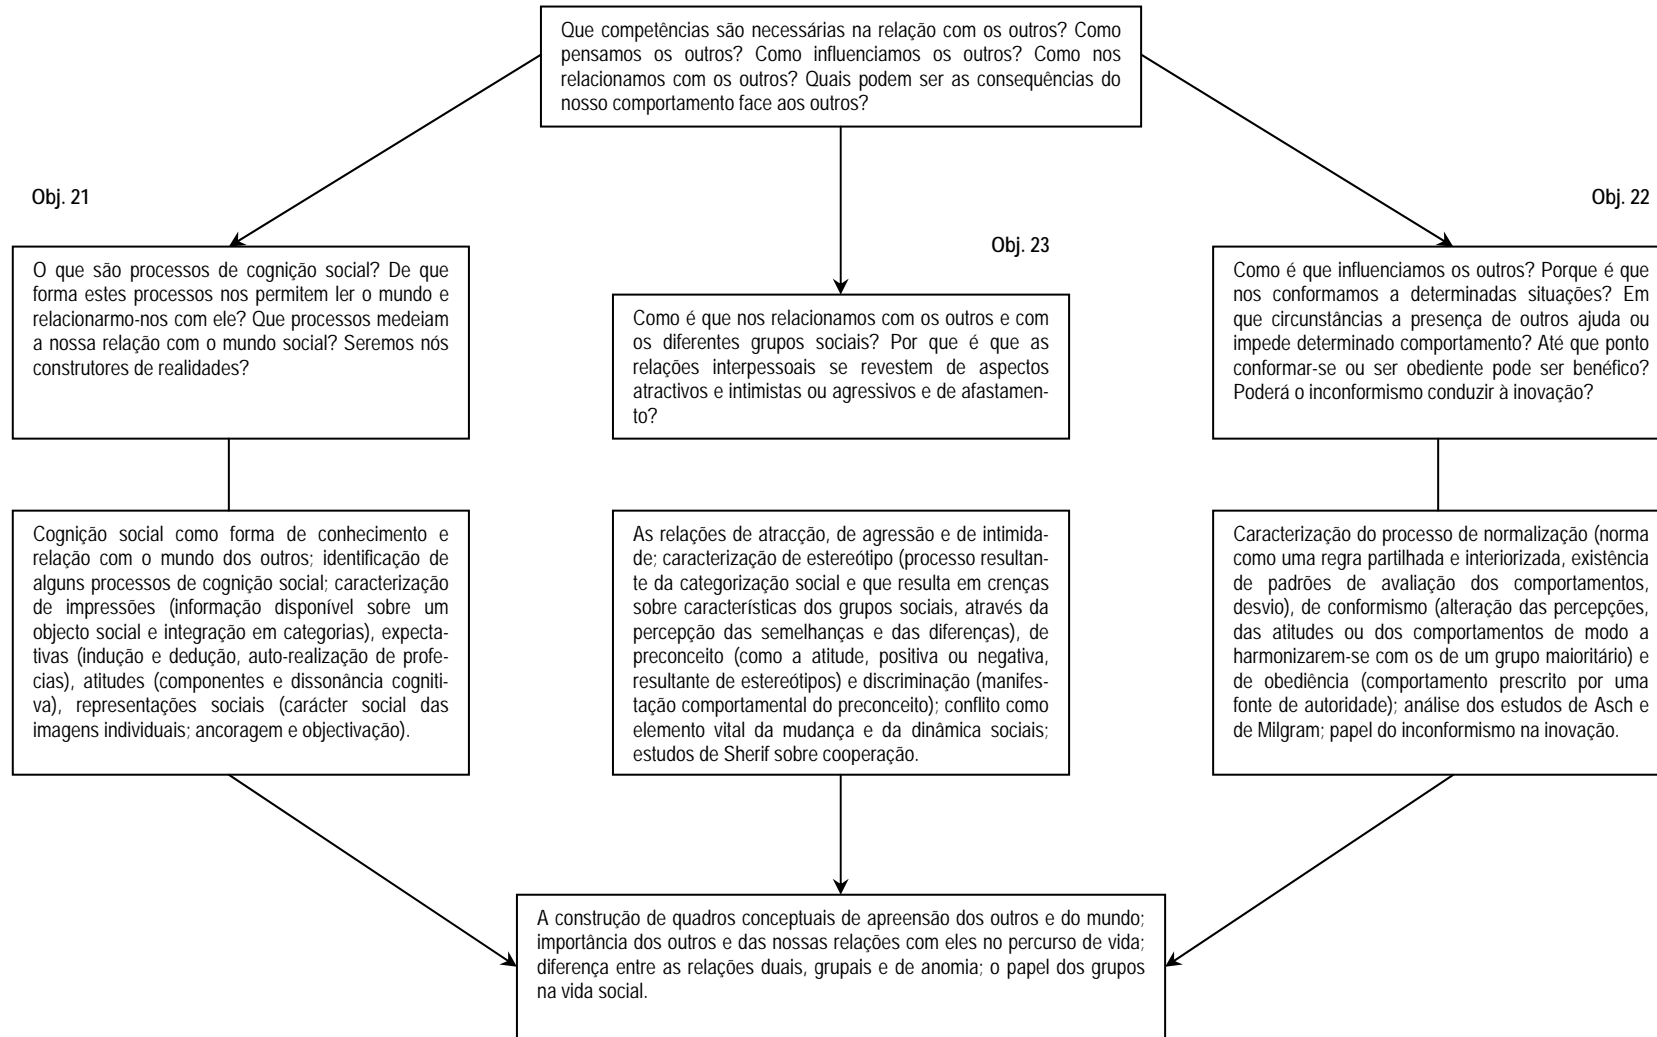 Que competências são necessárias na relação com os outros? Como
pensamos os outros? Como influenciamos os outros? Como nos
relacionamos com os outros? Quais podem ser as consequências do
nosso comportamento face aos outros?
Obj. 21
Obj. 22
Obj. 23
O que são processos de cognição social? De que
forma estes processos nos permitem ler o mundo e
relacionarmo-nos com ele? Que processos medeiam
a nossa relação com o mundo social? Seremos nós
construtores de realidades?
Como é que nos relacionamos com os outros e com
os diferentes grupos sociais? Por que é que as
relações interpessoais se revestem de aspectos
atractivos e intimistas ou agressivos e de afastamen-
to?
Como é que influenciamos os outros? Porque é que
nos conformamos a determinadas situações? Em
que circunstâncias a presença de outros ajuda ou
impede determinado comportamento? Até que ponto
conformar-se ou ser obediente pode ser benéfico?
Poderá o inconformismo conduzir à inovação?
Cognição social como forma de conhecimento e
relação com o mundo dos outros; identificação de
alguns processos de cognição social; caracterização
de impressões (informação disponível sobre um
objecto social e integração em categorias), expecta-
tivas (indução e dedução, auto-realização de profe-
cias), atitudes (componentes e dissonância cogniti-
va), representações sociais (carácter social das
imagens individuais; ancoragem e objectivação).
As relações de atracção, de agressão e de intimida-
de; caracterização de estereótipo (processo resultan-
te da categorização social e que resulta em crenças
sobre características dos grupos sociais, através da
percepção das semelhanças e das diferenças), de
preconceito (como a atitude, positiva ou negativa,
resultante de estereótipos) e discriminação (manifes-
tação comportamental do preconceito); conflito como
elemento vital da mudança e da dinâmica sociais;
estudos de Sherif sobre cooperação.
Caracterização do processo de normalização (norma
como uma regra partilhada e interiorizada, existência
de padrões de avaliação dos comportamentos,
desvio), de conformismo (alteração das percepções,
das atitudes ou dos comportamentos de modo a
harmonizarem-se com os de um grupo maioritário) e
de obediência (comportamento prescrito por uma
fonte de autoridade); análise dos estudos de Asch e
de Milgram; papel do inconformismo na inovação.
A construção de quadros conceptuais de apreensão dos outros e do mundo;
importância dos outros e das nossas relações com eles no percurso de vida;
diferença entre as relações duais, grupais e de anomia; o papel dos grupos
na vida social.